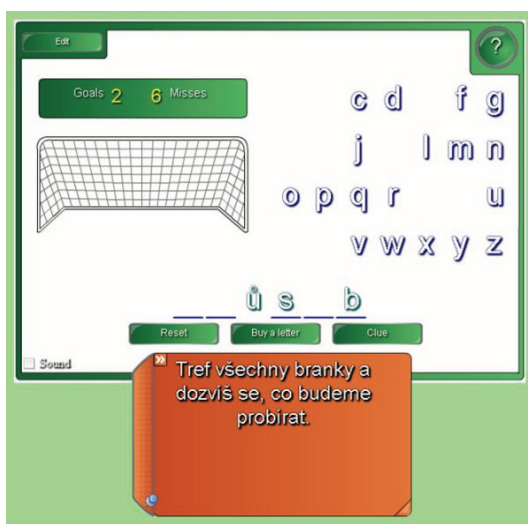 Edit
?
Goals 2 6 Misses
c d f g
j l m n
o p q r u
v w x y z
_ _ ů s _ b
Reset Buy a letter Clue
Sound
Tref všechny branky a
dozvíš se, co budeme
probírat.